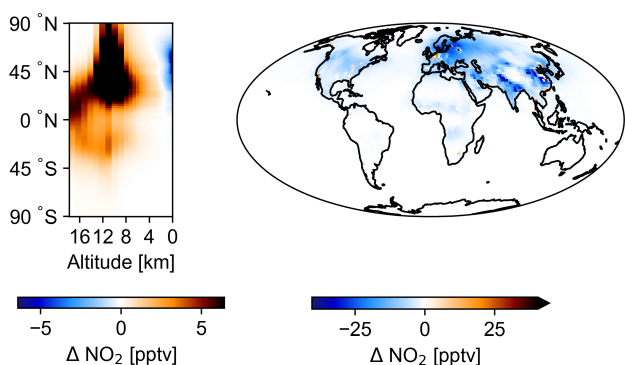 90 °N
45 °N
0 °N
45 °S
90 °S
16 12 8 4 0
Altitude [km]
−5 0 5
Δ NO₂ [pptv]
−25 0 25
Δ NO₂ [pptv]